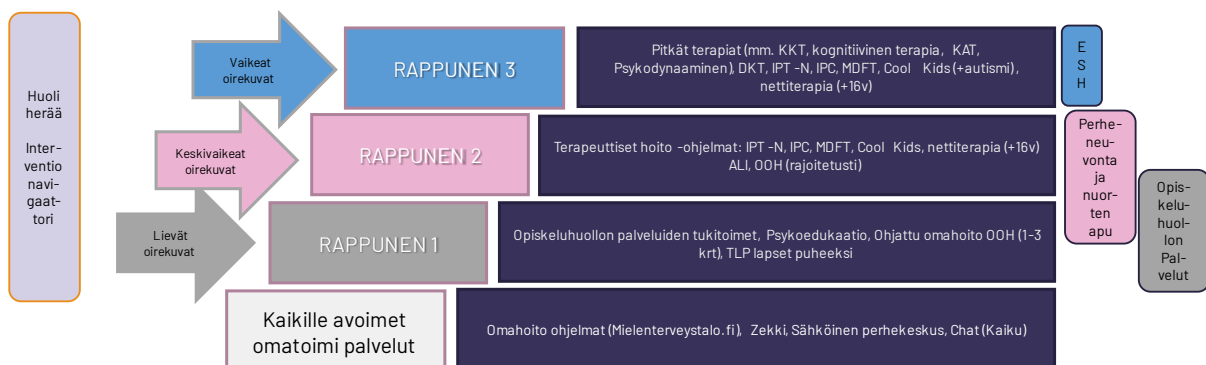 Huoli
herää
Inter-
ventio
navi-
gaat-
tori
Vaikeat
oirekuvat
RAPPUNEN 3
Pitkät terapiat (mm. KKT, kognitiivinen terapia, KAT,
Psykodynaaminen), DKT, IPT -N, IPC, MDFT, Cool Kids (+autismi),
nettiterapia (+16v)
E
S
H
Keskivaikeat
oirekuvat
RAPPUNEN 2
Terapeuttiset hoito -ohjelmat: IPT -N, IPC, MDFT, Cool Kids, nettiterapia (+16v)
ALI, OOH (rajoitetusti)
Perhe-
neu-
vonta
ja
nuor-
ten
apu
Lievät
oirekuvat
RAPPUNEN 1
Opiskeluhuollon palveluiden tukitoimet, Psykoedukaatio, Ohjattu omahoito OOH (1-3
krt), TLP lapset puheeksi
Opis-
kelu-
huol-
lon
Pal-
velut
Kaikille avoimet
omatoimi palvelut
Omahoito ohjelmat (Mielenterveystalo.fi), Zekki, Sähköinen perhekeskus, Chat (Kaiku)